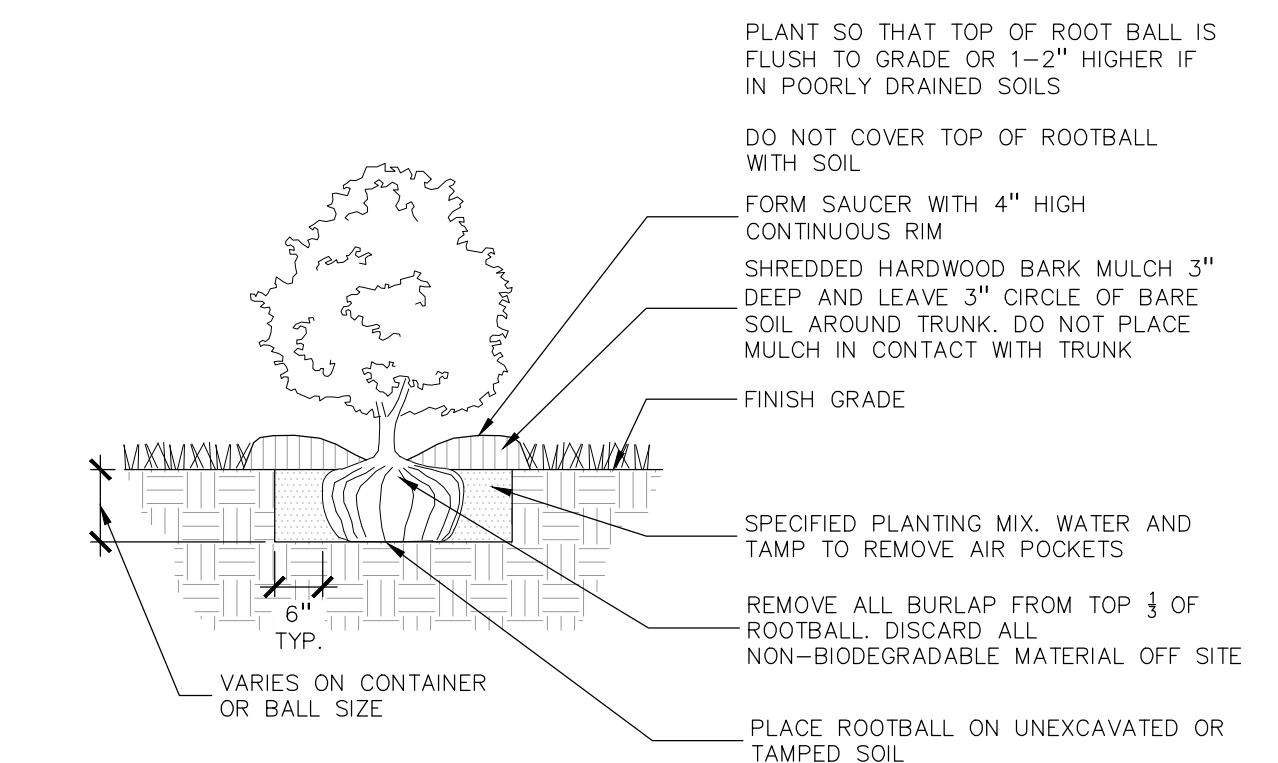 PLANT SO THAT TOP OF ROOT BALL IS
FLUSH TO GRADE OR 1-2" HIGHER IF
IN POORLY DRAINED SOILS
DO NOT COVER TOP OF ROOTBALL
WITH SOIL
FORM SAUCER WITH 4" HIGH
CONTINUOUS RIM
SHREDDED HARDWOOD BARK MULCH 3"
DEEP AND LEAVE 3" CIRCLE OF BARE
SOIL AROUND TRUNK. DO NOT PLACE
MULCH IN CONTACT WITH TRUNK
FINISH GRADE
SPECIFIED PLANTING MIX. WATER AND
TAMP TO REMOVE AIR POCKETS
REMOVE ALL BURLAP FROM TOP 1/3 OF
ROOTBALL. DISCARD ALL
NON-BIODEGRADABLE MATERIAL OFF SITE
PLACE ROOTBALL ON UNEXCAVATED OR
TAMPED SOIL
6"
TYP.
VARIES ON CONTAINER
OR BALL SIZE